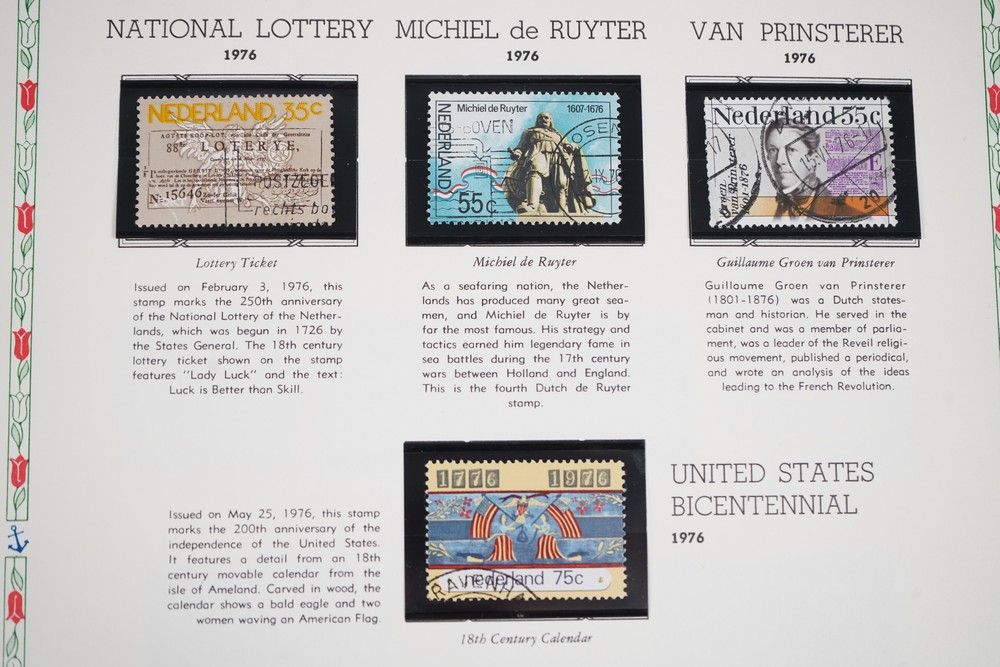 NATIONAL LOTTERY
1976
NEDERLAND 35c
LOTERYE,
No: 15646
POSTZEGE
rechts bo
Lottery Ticket
Issued on February 3, 1976, this
stamp marks the 250th anniversary
of the National Lottery of the Nether-
lands, which was begun in 1726 by
the States General. The 18th century
lottery ticket shown on the stamp
features "Lady Luck" and the text:
Luck is Better than Skill.
MICHIEL de RUYTER
1976
Michiel de Ruyter 1607-1676
NEDERLAND
55c
BOVEN
Michiel de Ruyter
As a seafaring nation, the Nether-
lands has produced many great sea-
men, and Michiel de Ruyter is by
far the most famous. His strategy and
tactics earned him legendary fame in
sea battles during the 17th century
wars between Holland and England.
This is the fourth Dutch de Ruyter
stamp.
VAN PRINSTERER
1976
Nederland 55c
Groen
van Prinsterer
1801-1876
Guillaume Groen van Prinsterer
Guillaume Groen van Prinsterer
(1801-1876) was a Dutch states-
man and historian. He served in the
cabinet and was a member of parlia-
ment, was a leader of the Reveil religi-
ous movement, published a periodical,
and wrote an analysis of the ideas
leading to the French Revolution.
Issued on May 25, 1976, this stamp
marks the 200th anniversary of the
independence of the United States.
It features a detail from an 18th
century movable calendar from the
isle of Ameland. Carved in wood, the
calendar shows a bald eagle and two
women waving an American Flag.
1776 1976
nederland 75c
RAVENH
18th Century Calendar
UNITED STATES
BICENTENNIAL
1976